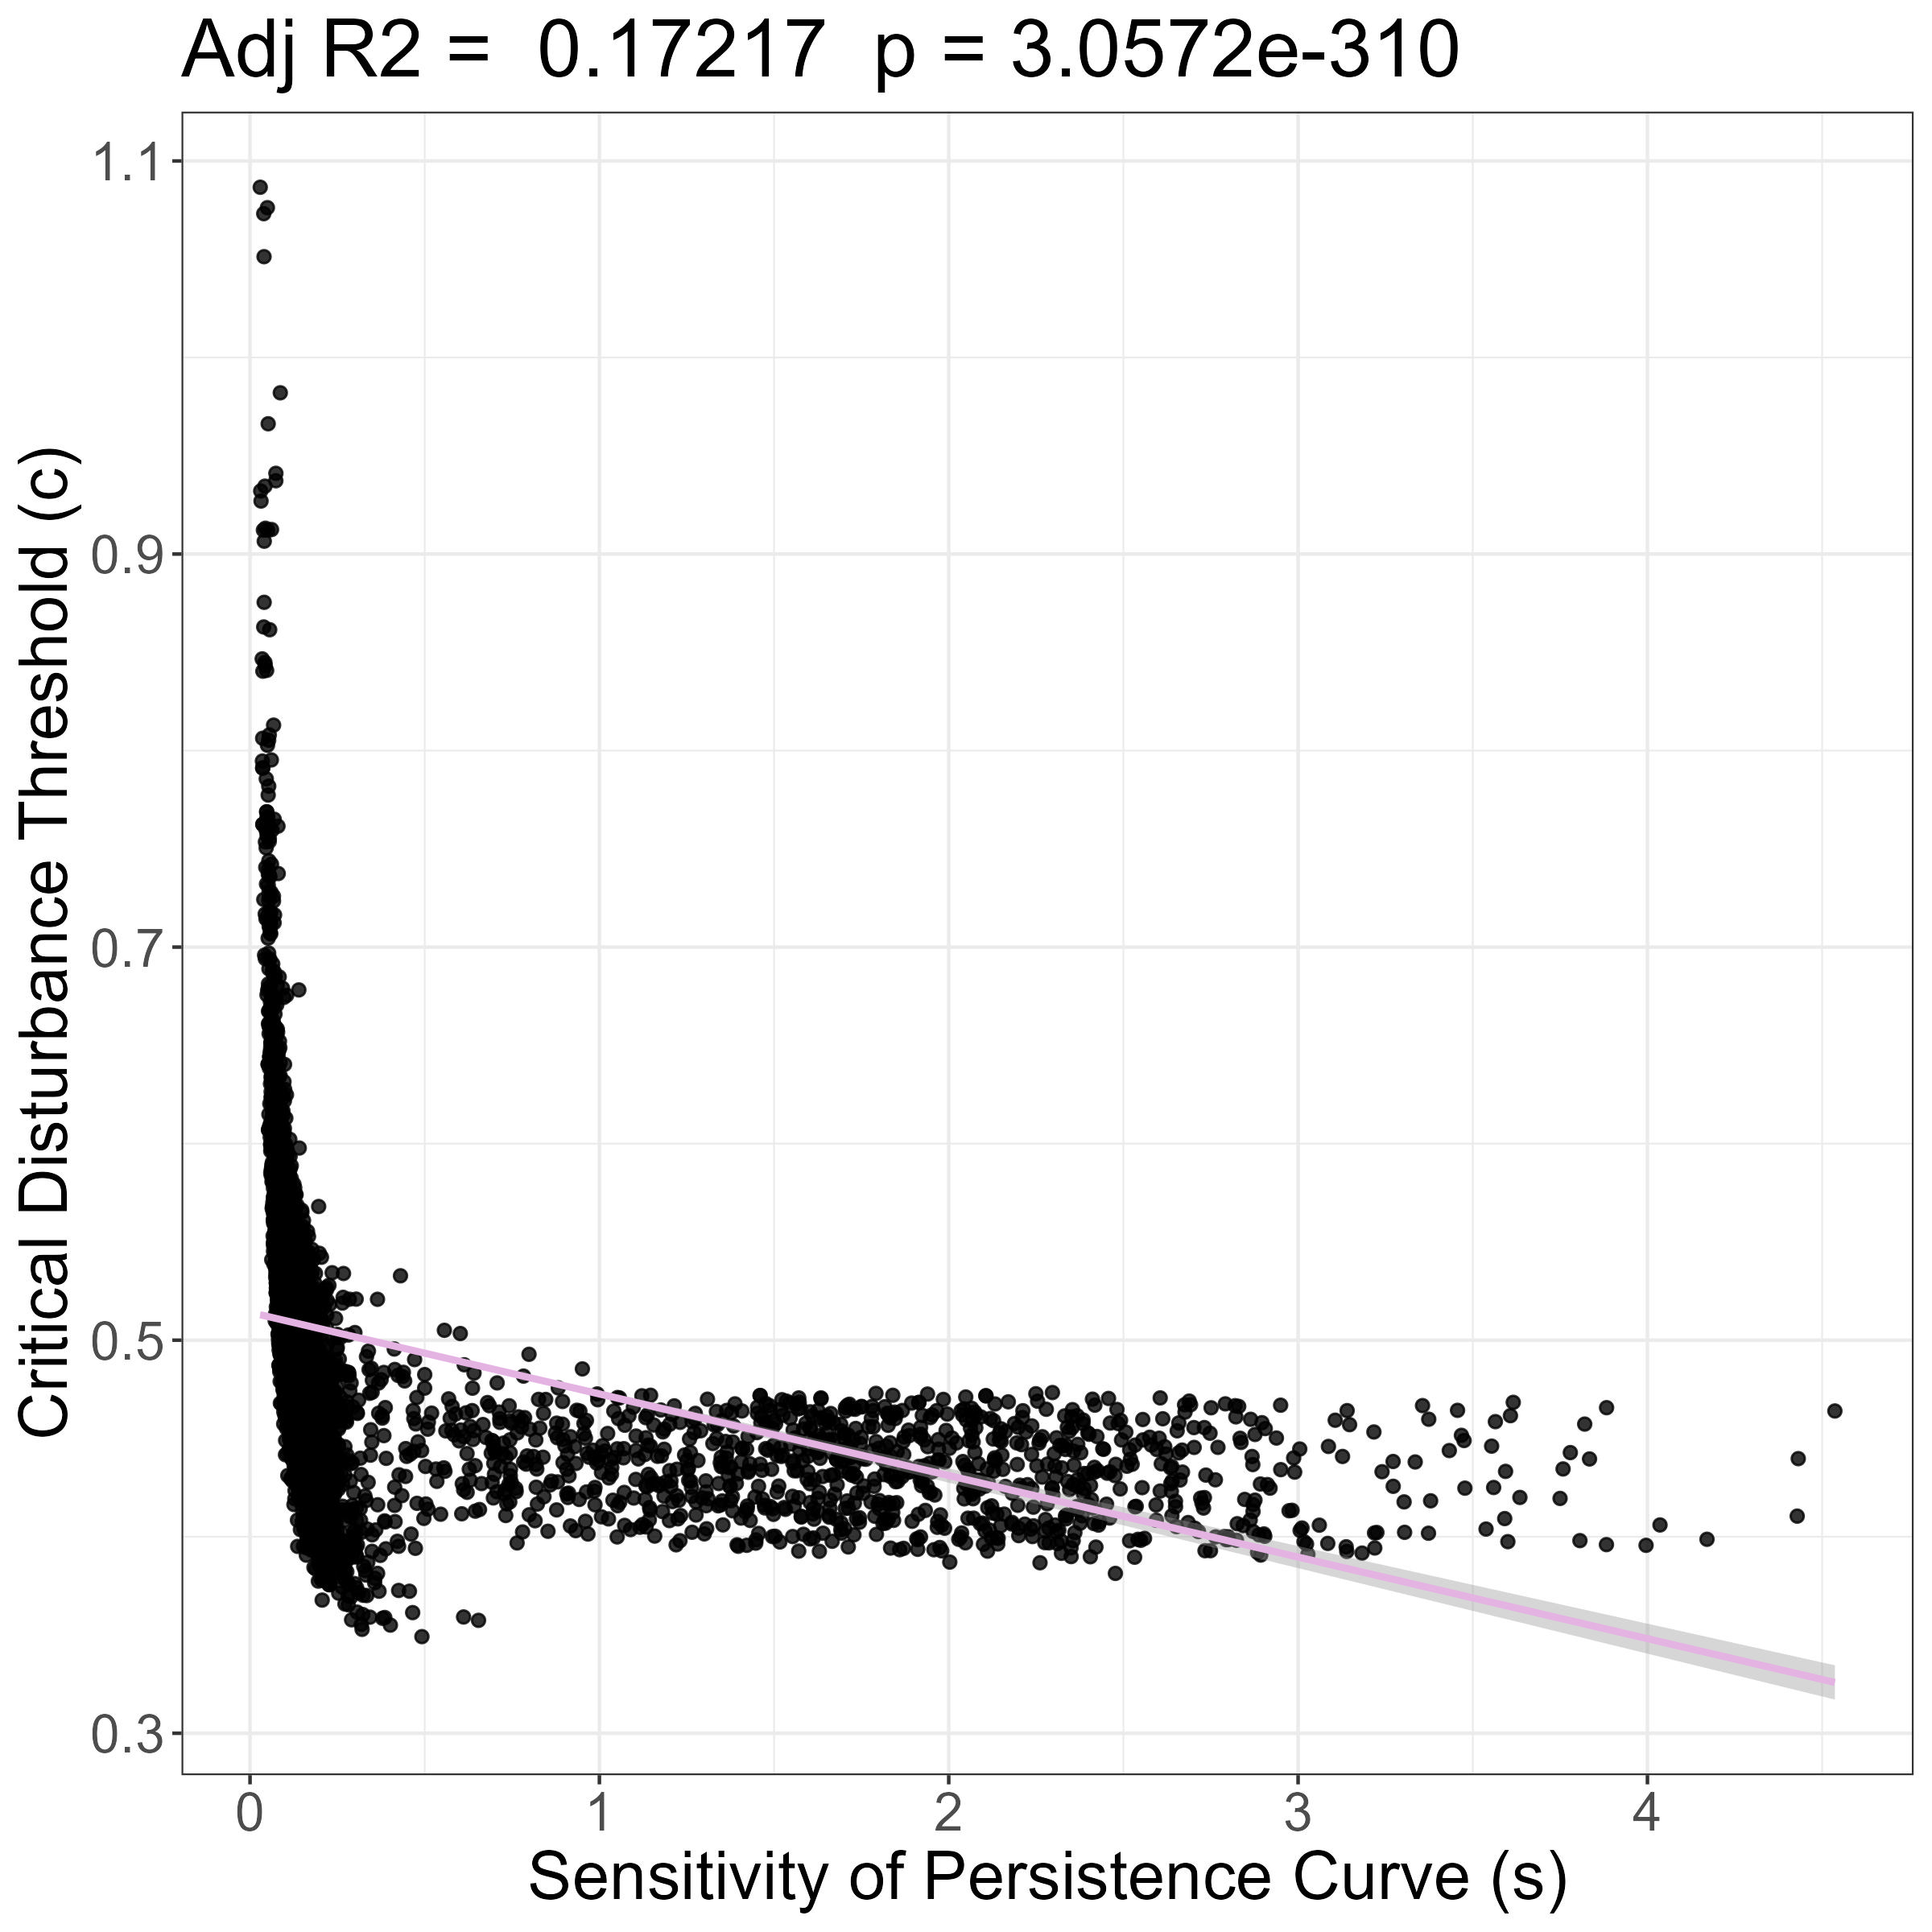 Adj R2 = 0.17217 p = 3.0572e-310
Critical Disturbance Threshold (c)
1.1
0.9
0.7
0.5
0.3
0 1 2 3 4
Sensitivity of Persistence Curve (s)